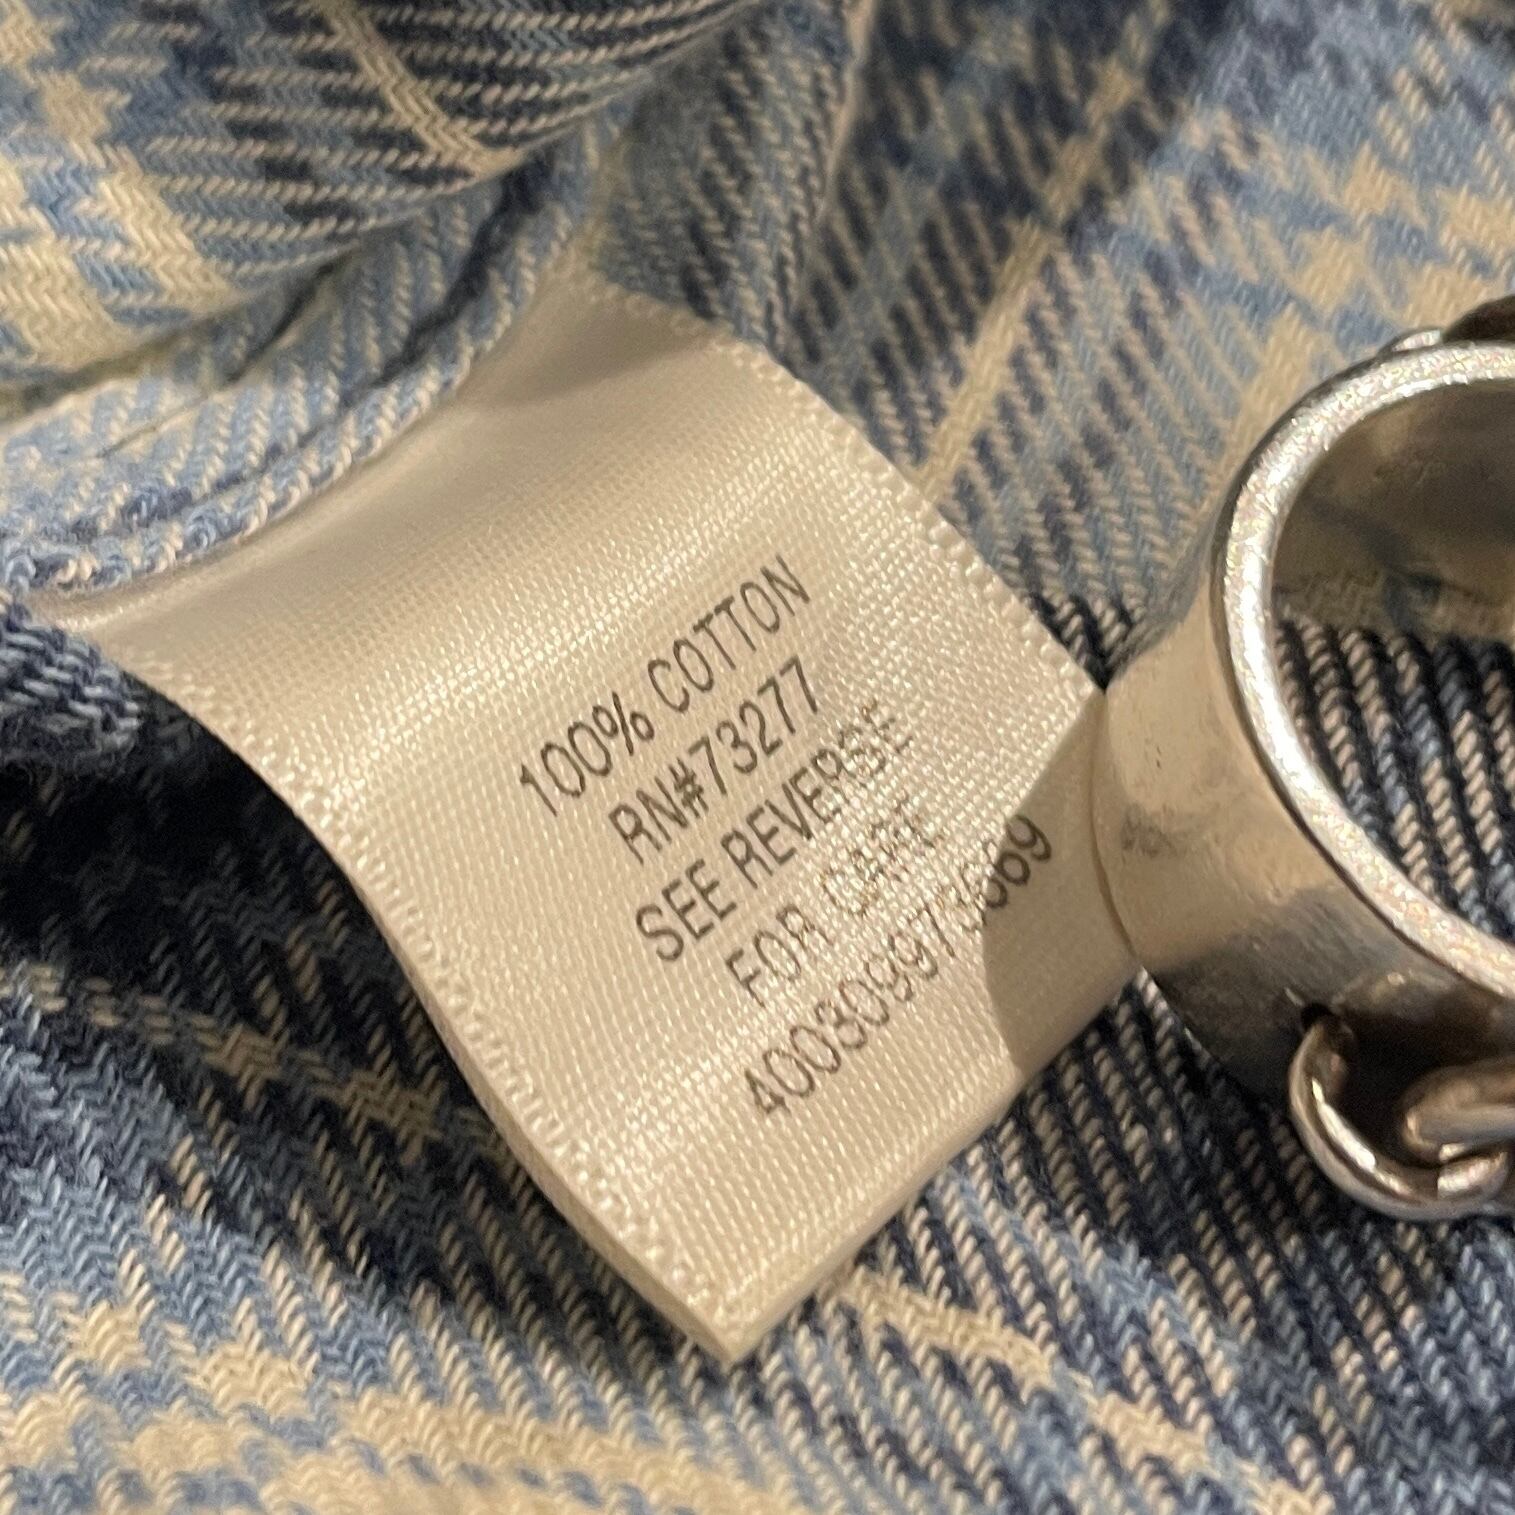 100% COTTON
RN#73277
SEE REVERSE
FOR CARE